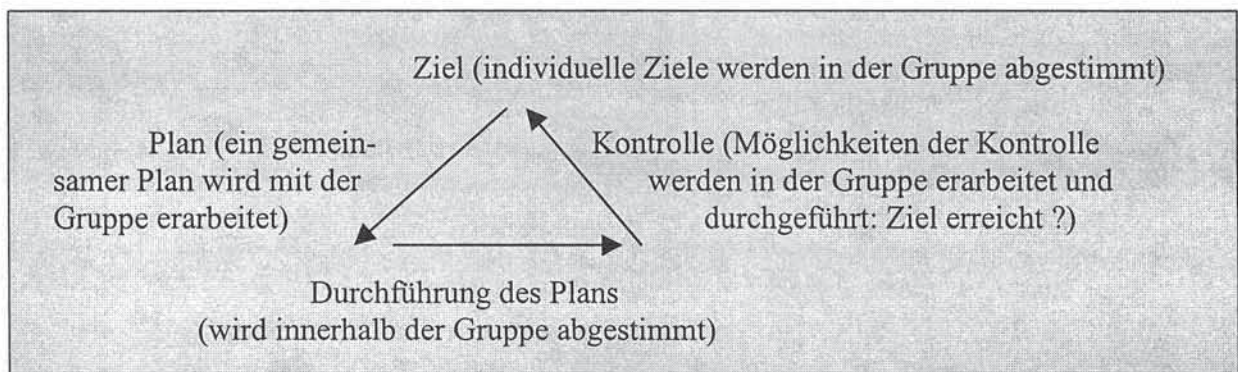 Ziel (individuelle Ziele werden in der Gruppe abgestimmt)
Plan (ein gemein-
samer Plan wird mit der
Gruppe erarbeitet)
Kontrolle (Möglichkeiten der Kontrolle
werden in der Gruppe erarbeitet und
durchgeführt: Ziel erreicht ?)
Durchführung des Plans
(wird innerhalb der Gruppe abgestimmt)